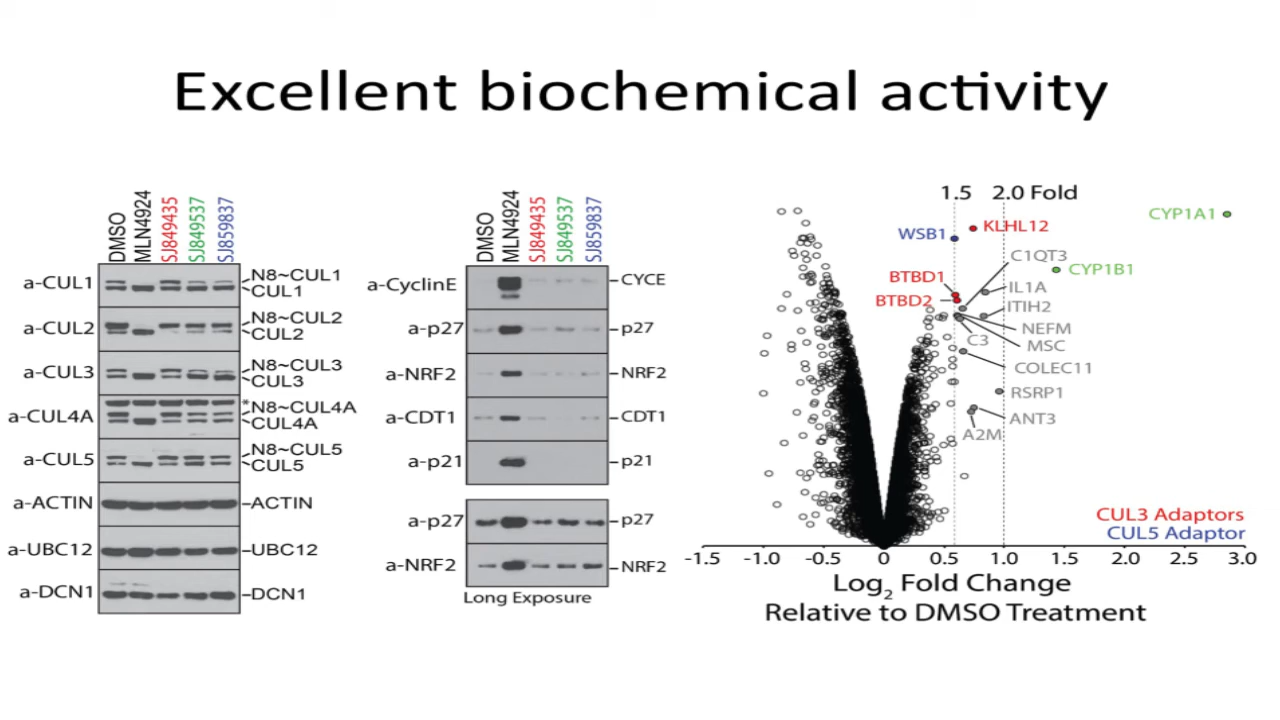 Excellent biochemical activity
DMSO
MLN4924
SJ849435
SJ849537
SJ859837
a-CUL1
N8~CUL1
CUL1
a-CUL2
N8~CUL2
CUL2
a-CUL3
N8~CUL3
CUL3
a-CUL4A
*
N8~CUL4A
CUL4A
a-CUL5
N8~CUL5
CUL5
a-ACTIN
ACTIN
a-UBC12
UBC12
a-DCN1
DCN1
DMSO
MLN4924
SJ849435
SJ849537
SJ859837
a-CyclinE
CYCE
a-p27
p27
a-NRF2
NRF2
a-CDT1
CDT1
a-p21
p21
a-p27
p27
a-NRF2
NRF2
Long Exposure
1.5 2.0 Fold
CYP1A1
KLHL12
WSB1
C1QT3
CYP1B1
BTBD1
IL1A
BTBD2
ITIH2
NEFM
C3
MSC
COLEC11
RSRP1
ANT3
A2M
CUL3 Adaptors
CUL5 Adaptor
-1.5 -1.0 -0.5 0 0.5 1.0 1.5 2.0 2.5 3.0
Log2 Fold Change
Relative to DMSO Treatment